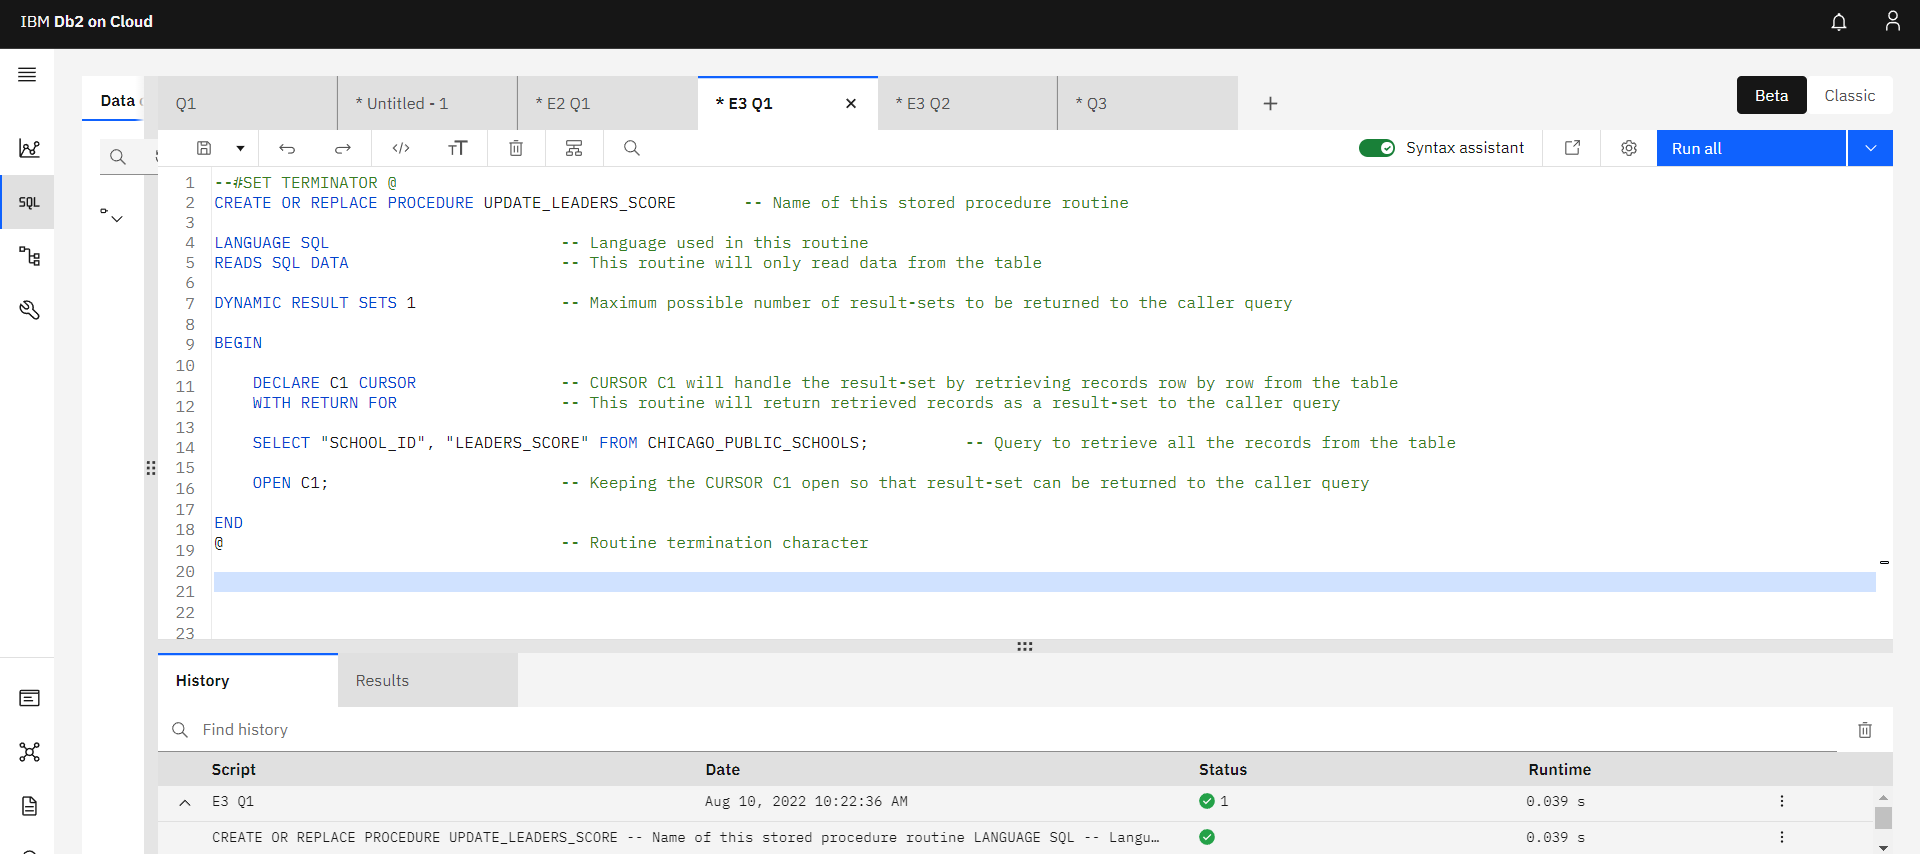 IBM Db2 on Cloud
Data
Q1
* Untitled - 1
* E2 Q1
* E3 Q1
* E3 Q2
* Q3
Beta
Classic
Syntax assistant
Run all
SQL
1 --#SET TERMINATOR @
2 CREATE OR REPLACE PROCEDURE UPDATE_LEADERS_SCORE -- Name of this stored procedure routine
3
4 LANGUAGE SQL -- Language used in this routine
5 READS SQL DATA -- This routine will only read data from the table
6
7 DYNAMIC RESULT SETS 1 -- Maximum possible number of result-sets to be returned to the caller query
8
9 BEGIN
10
11 DECLARE C1 CURSOR -- CURSOR C1 will handle the result-set by retrieving records row by row from the table
12 WITH RETURN FOR -- This routine will return retrieved records as a result-set to the caller query
13
14 SELECT "SCHOOL_ID", "LEADERS_SCORE" FROM CHICAGO_PUBLIC_SCHOOLS; -- Query to retrieve all the records from the table
15
16 OPEN C1; -- Keeping the CURSOR C1 open so that result-set can be returned to the caller query
17
18 END
19 @ -- Routine termination character
20
21
22
23
History
Results
Find history
Script Date Status Runtime
E3 Q1 Aug 10, 2022 10:22:36 AM 1 0.039 s
CREATE OR REPLACE PROCEDURE UPDATE_LEADERS_SCORE -- Name of this stored procedure routine LANGUAGE SQL -- Langu… 0.039 s